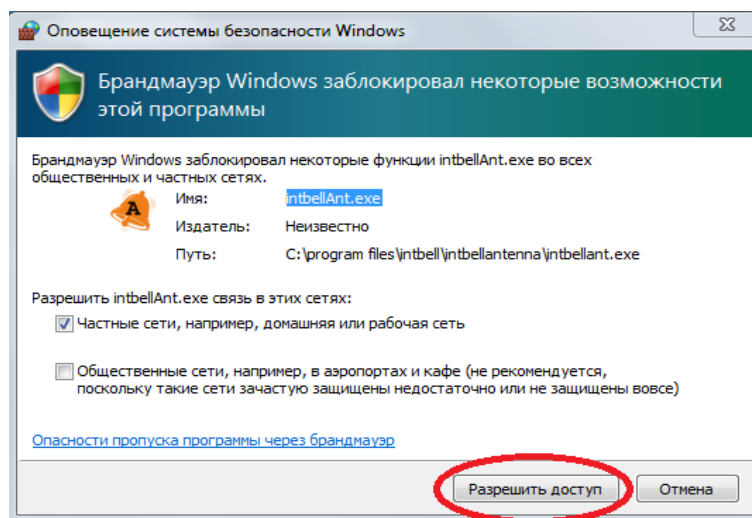 Оповещение системы безопасности Windows
Брандмауэр Windows заблокировал некоторые возможности
этой программы
Брандмауэр Windows заблокировал некоторые функции intbellAnt.exe во всех
общественных и частных сетях.
A
Имя: intbellAnt.exe
Издатель: Неизвестно
Путь: C:\program files\intbell\intbellantenna\intbellant.exe
Разрешить intbellAnt.exe связь в этих сетях:
Частные сети, например, домашняя или рабочая сеть
Общественные сети, например, в аэропортах и кафе (не рекомендуется,
поскольку такие сети зачастую защищены недостаточно или не защищены вовсе)
Опасности пропуска программы через брандмауэр
Разрешить доступ Отмена